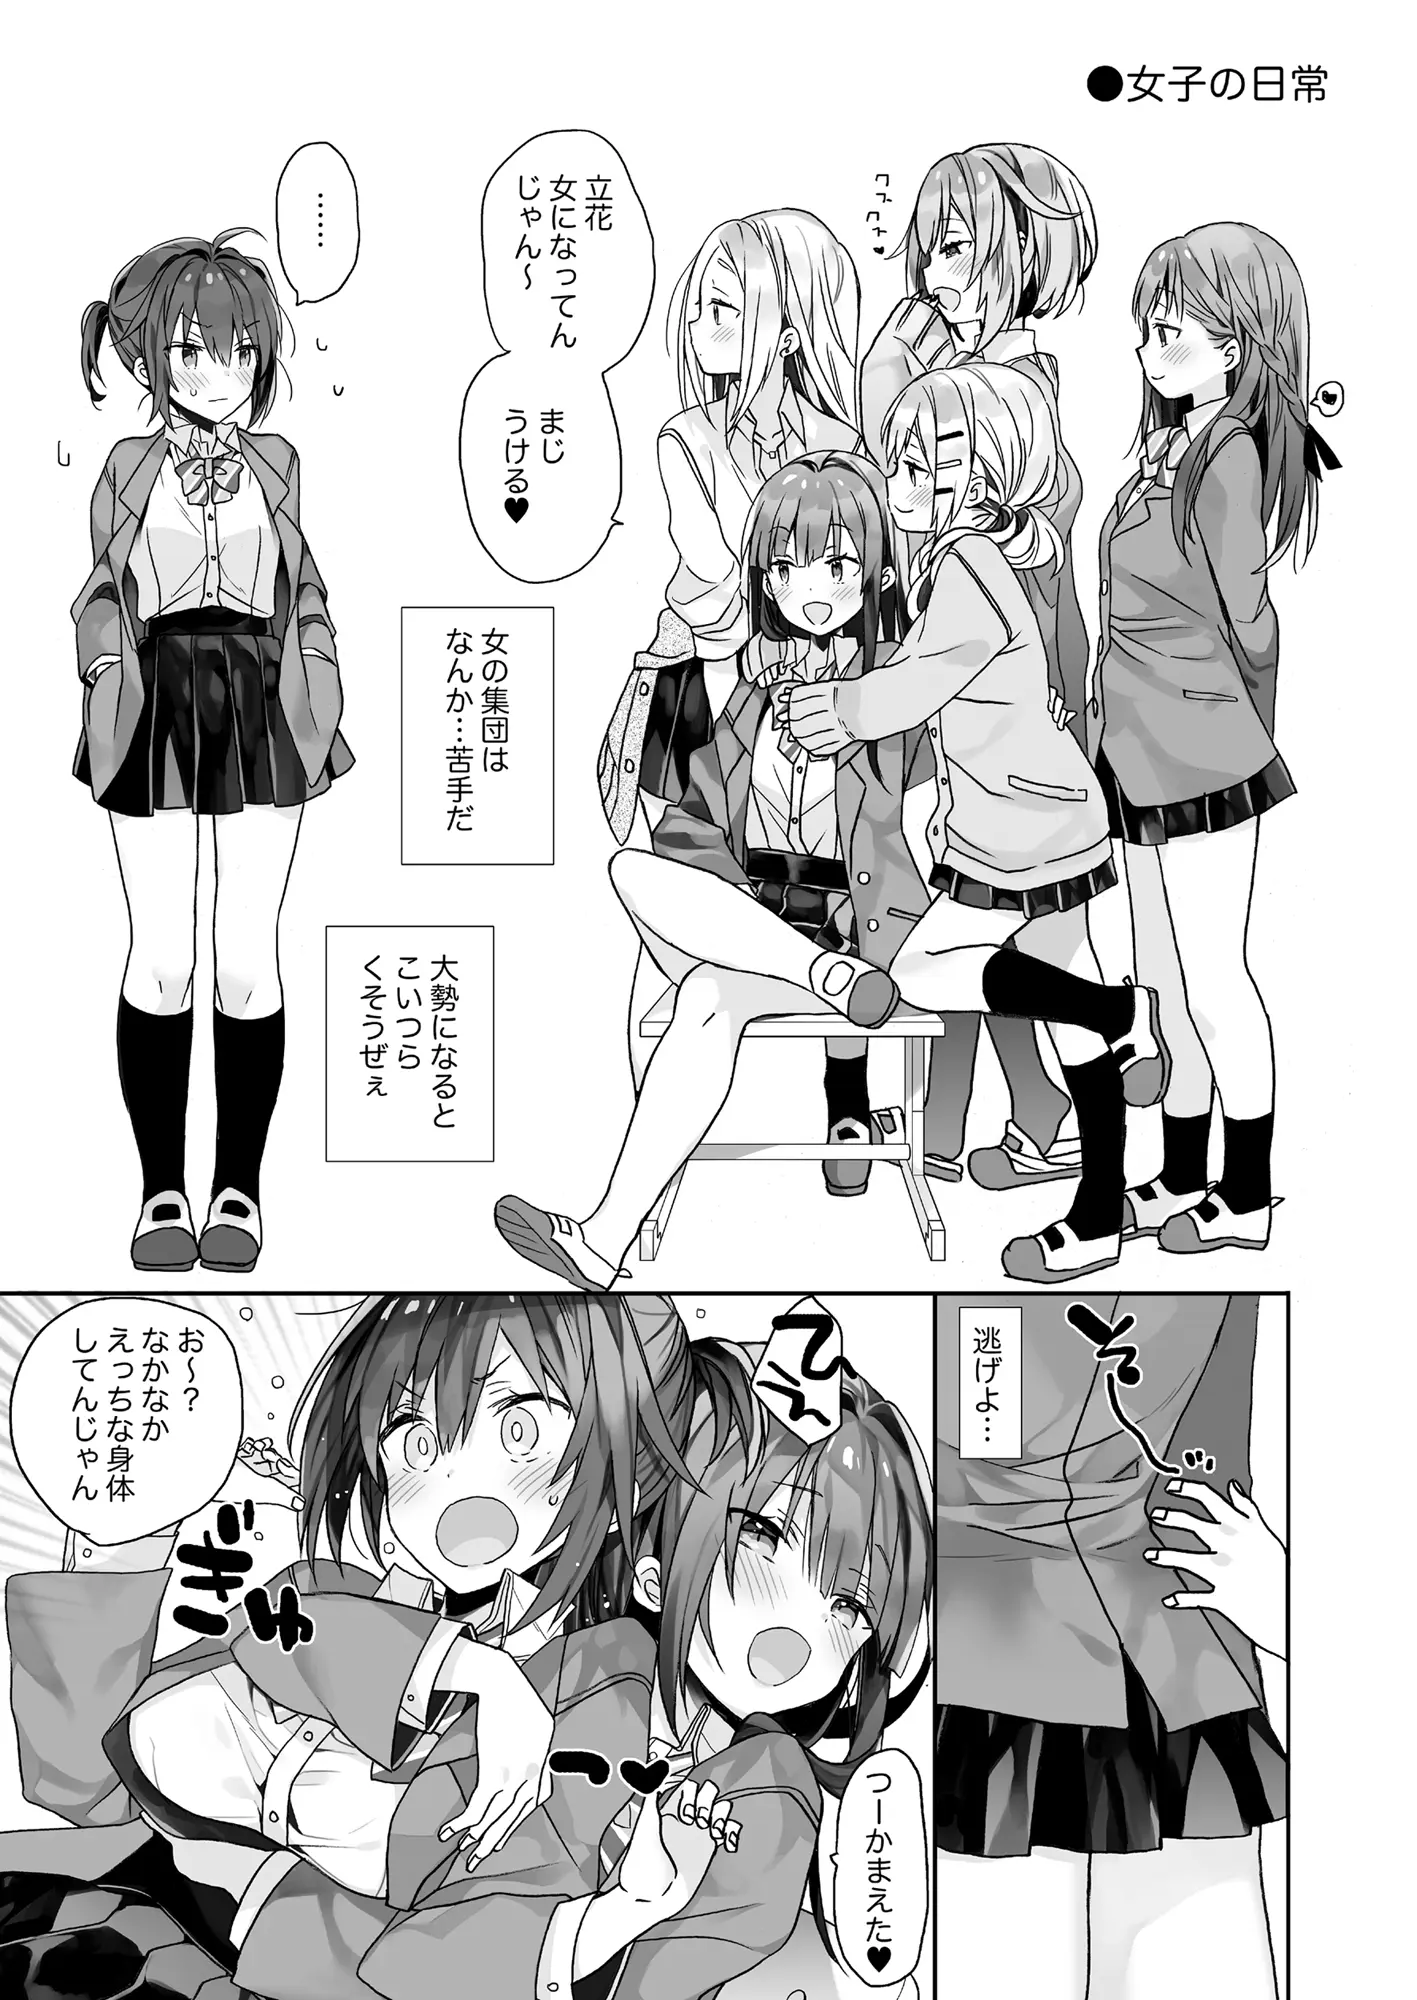 ●女子の日常
クスクス
立花
女になってん
じゃん〜
まじ
うける♥
……
女の集団は
なんか…苦手だ
大勢になると
こいつら
くそうぜぇ
逃げよ…
そ〜
ひえっ
つーかまえた♥
ぎゅ
っ♥
お〜?
なかなか
えっちな身体
してんじゃん